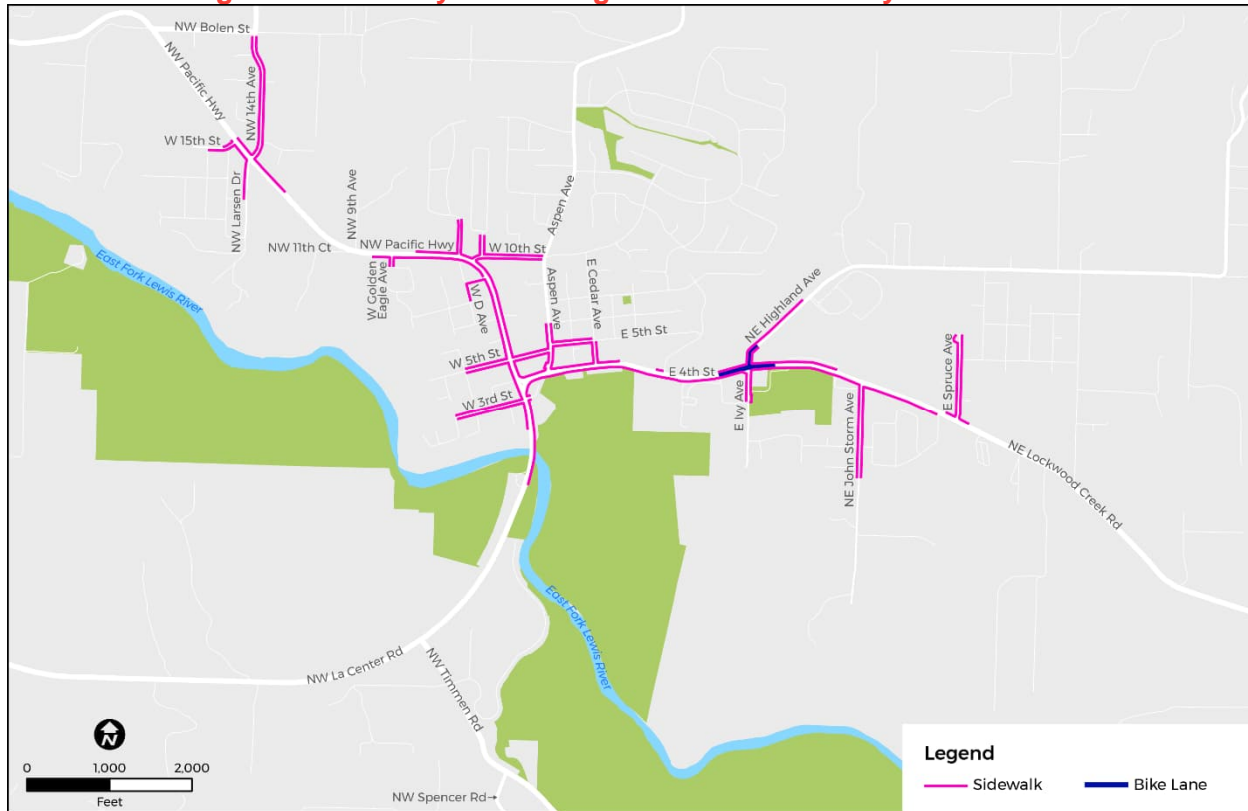 NW Bolen St
NW Pacific Hwy
NW 14th Ave
W 15th St
NW Larsen Dr
NW 9th Ave
NW 11th Ct
NW Pacific Hwy
W 10th St
Aspen Ave
W Golden
Eagle Ave
W D Ave
Aspen Ave
E Cedar Ave
E 5th St
W 5th St
W 3rd St
E 4th St
NE Highland Ave
E Ivy Ave
NE John Storm Ave
E Spruce Ave
NE Lockwood Creek Rd
East Fork Lewis River
East Fork Lewis River
NW La Center Rd
NW Timmen Rd
NW Spencer Rd→
N
0 1,000 2,000
Feet
Legend
Sidewalk Bike Lane